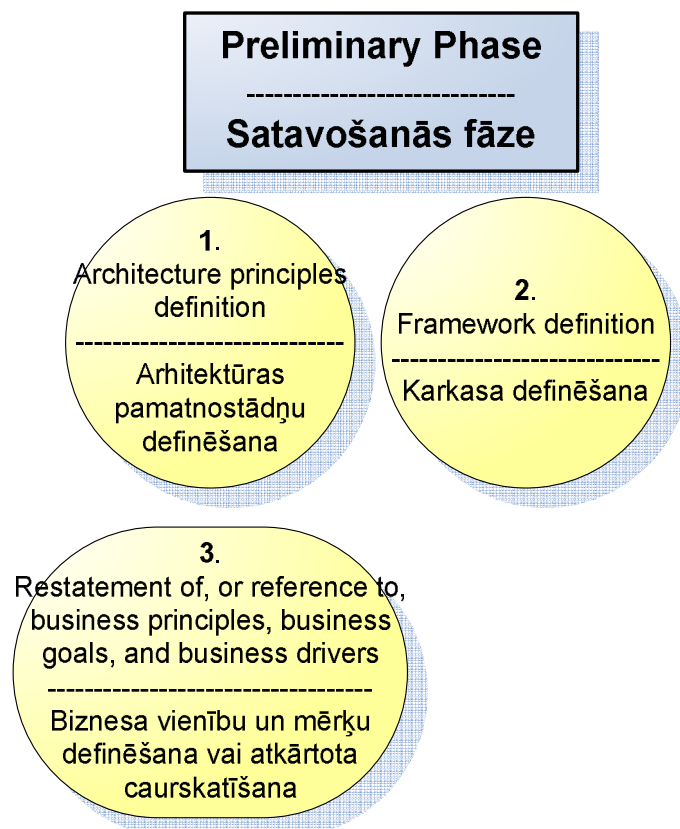 Preliminary Phase
-----------------------------
Satavošanās fāze
1.
Architecture principles
definition
-----------------------------
Arhitektūras
pamatnostādņu
definēšana
2.
Framework definition
-----------------------------
Karkasa definēšana
3.
Restatement of, or reference to,
business principles, business
goals, and business drivers
-----------------------------------
Biznesa vienību un mērķu
definēšana vai atkārtota
caurskatīšana